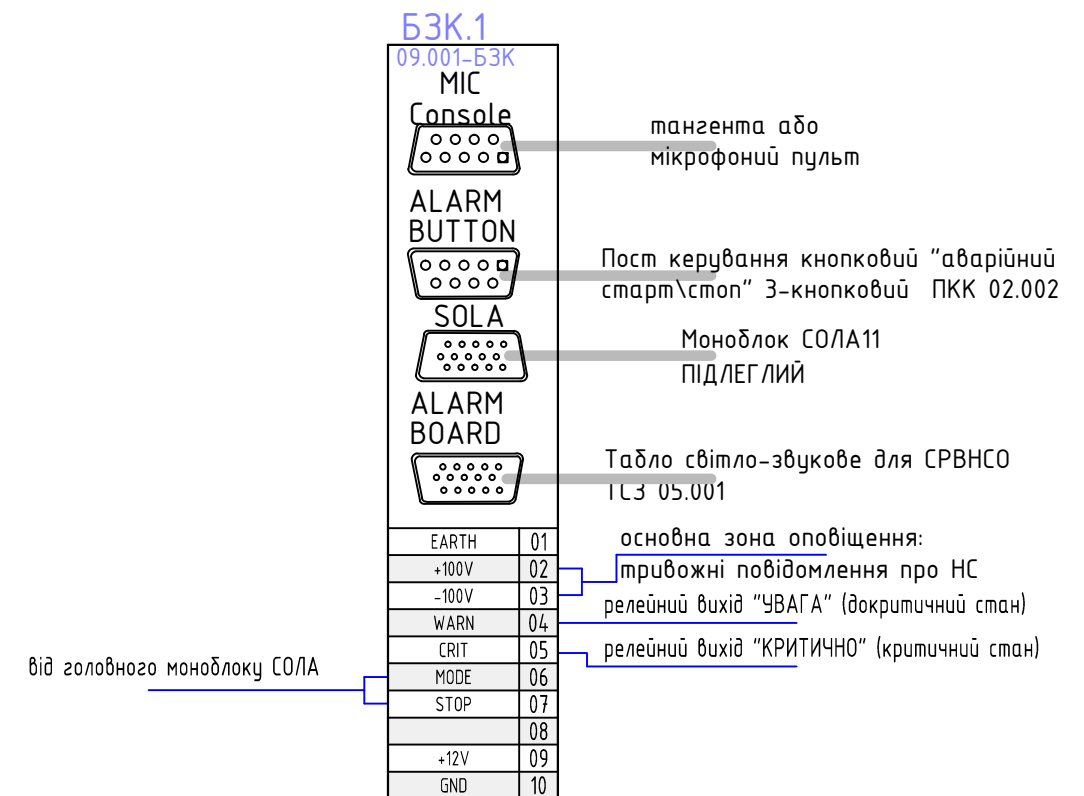 БЗК.1
09.001-БЗК
MIC
Console
тангента або
мікрофоний пульт
ALARM
BUTTON
Пост керування кнопковий "аварійний
старт\стоп" 3-кнопковий ПКК 02.002
SOLA
Моноблок СОЛА11
ПІДЛЕГЛИЙ
ALARM
BOARD
Табло світло-звукове для СРВНСО
ТСЗ 05.001
EARTH 01
основна зона оповіщення:
+100V 02
тривожні повідомлення про НС
-100V 03
релейний вихід "УВАГА" (докритичний стан)
WARN 04
CRIT 05
релейний вихід "КРИТИЧНО" (критичний стан)
від головного моноблоку СОЛА
MODE 06
STOP 07
08
+12V 09
GND 10